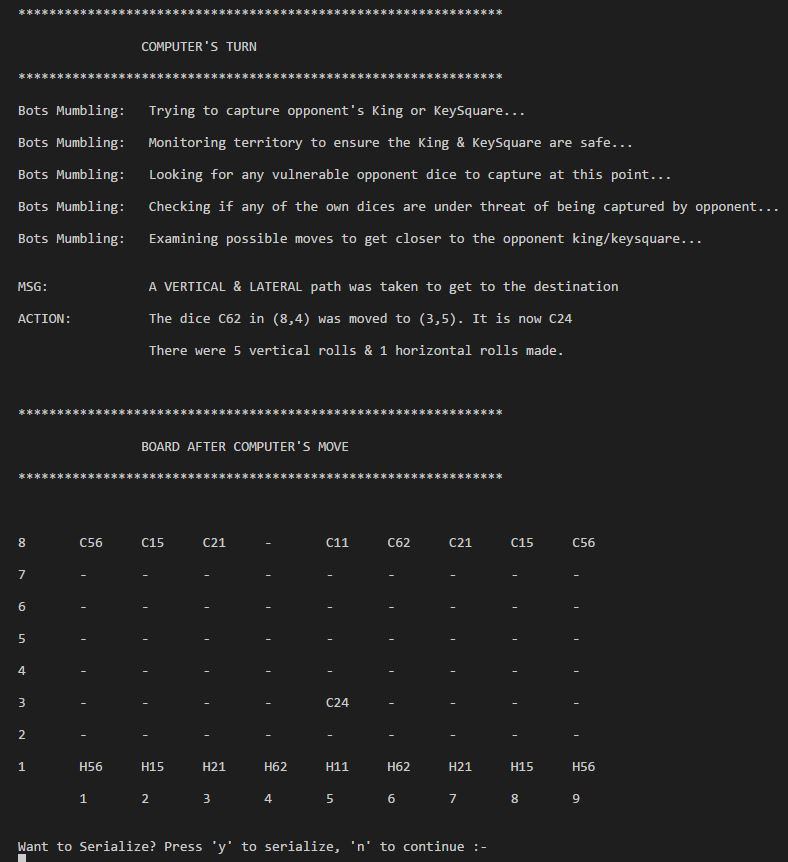 ***************************************************************
COMPUTER'S TURN
***************************************************************
Bots Mumbling:   Trying to capture opponent's King or KeySquare...
Bots Mumbling:   Monitoring territory to ensure the King & KeySquare are safe...
Bots Mumbling:   Looking for any vulnerable opponent dice to capture at this point...
Bots Mumbling:   Checking if any of the own dices are under threat of being captured by opponent...
Bots Mumbling:   Examining possible moves to get closer to the opponent king/keysquare...
MSG:             A VERTICAL & LATERAL path was taken to get to the destination
ACTION:          The dice C62 in (8,4) was moved to (3,5). It is now C24
There were 5 vertical rolls & 1 horizontal rolls made.
***************************************************************
BOARD AFTER COMPUTER'S MOVE
***************************************************************
8       C56     C15     C21     -       C11     C62     C21     C15     C56
7       -       -       -       -       -       -       -       -       -
6       -       -       -       -       -       -       -       -       -
5       -       -       -       -       -       -       -       -       -
4       -       -       -       -       -       -       -       -       -
3       -       -       -       -       C24     -       -       -       -
2       -       -       -       -       -       -       -       -       -
1       H56     H15     H21     H62     H11     H62     H21     H15     H56
1       2       3       4       5       6       7       8       9
Want to Serialize? Press 'y' to serialize, 'n' to continue :-